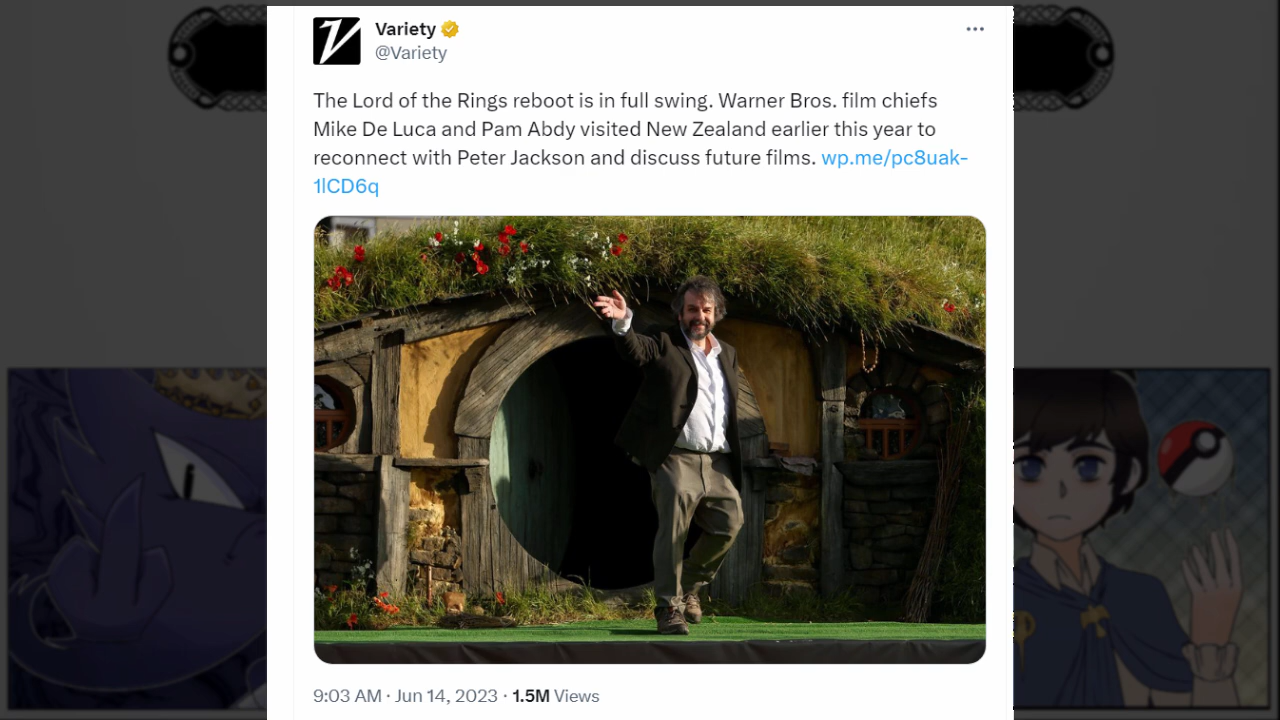 Variety
@Variety
The Lord of the Rings reboot is in full swing. Warner Bros. film chiefs
Mike De Luca and Pam Abdy visited New Zealand earlier this year to
reconnect with Peter Jackson and discuss future films. wp.me/pc8uak-
1lCD6q
9:03 AM · Jun 14, 2023 · 1.5M Views